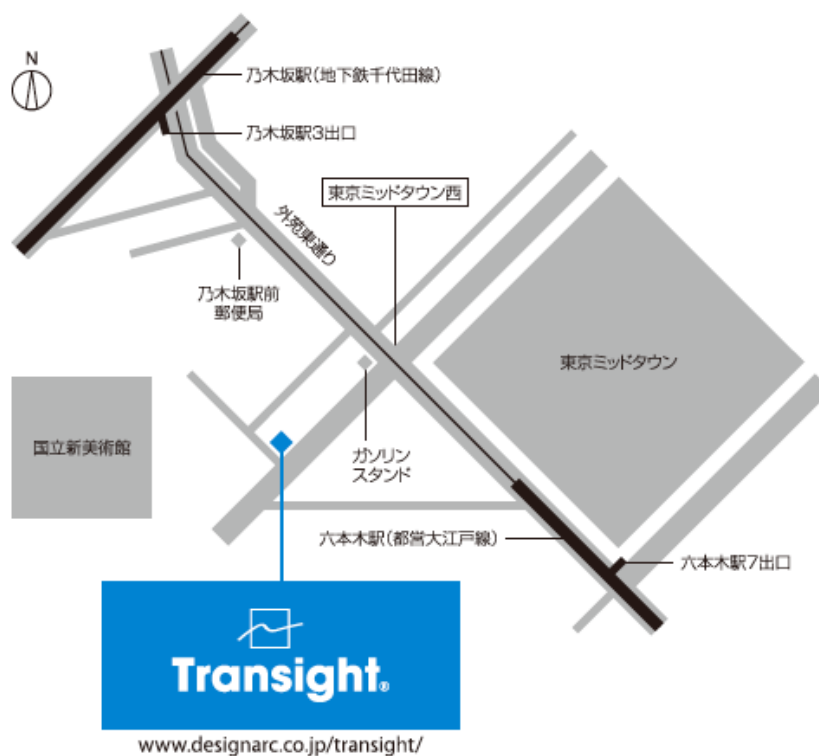 N
乃木坂駅(地下鉄千代田線)
乃木坂駅3出口
東京ミッドタウン西
外苑東通り
乃木坂駅前
郵便局
東京ミッドタウン
国立新美術館
ガソリン
スタンド
六本木駅(都営大江戸線)
六本木駅7出口
Transight®
www.designarc.co.jp/transight/